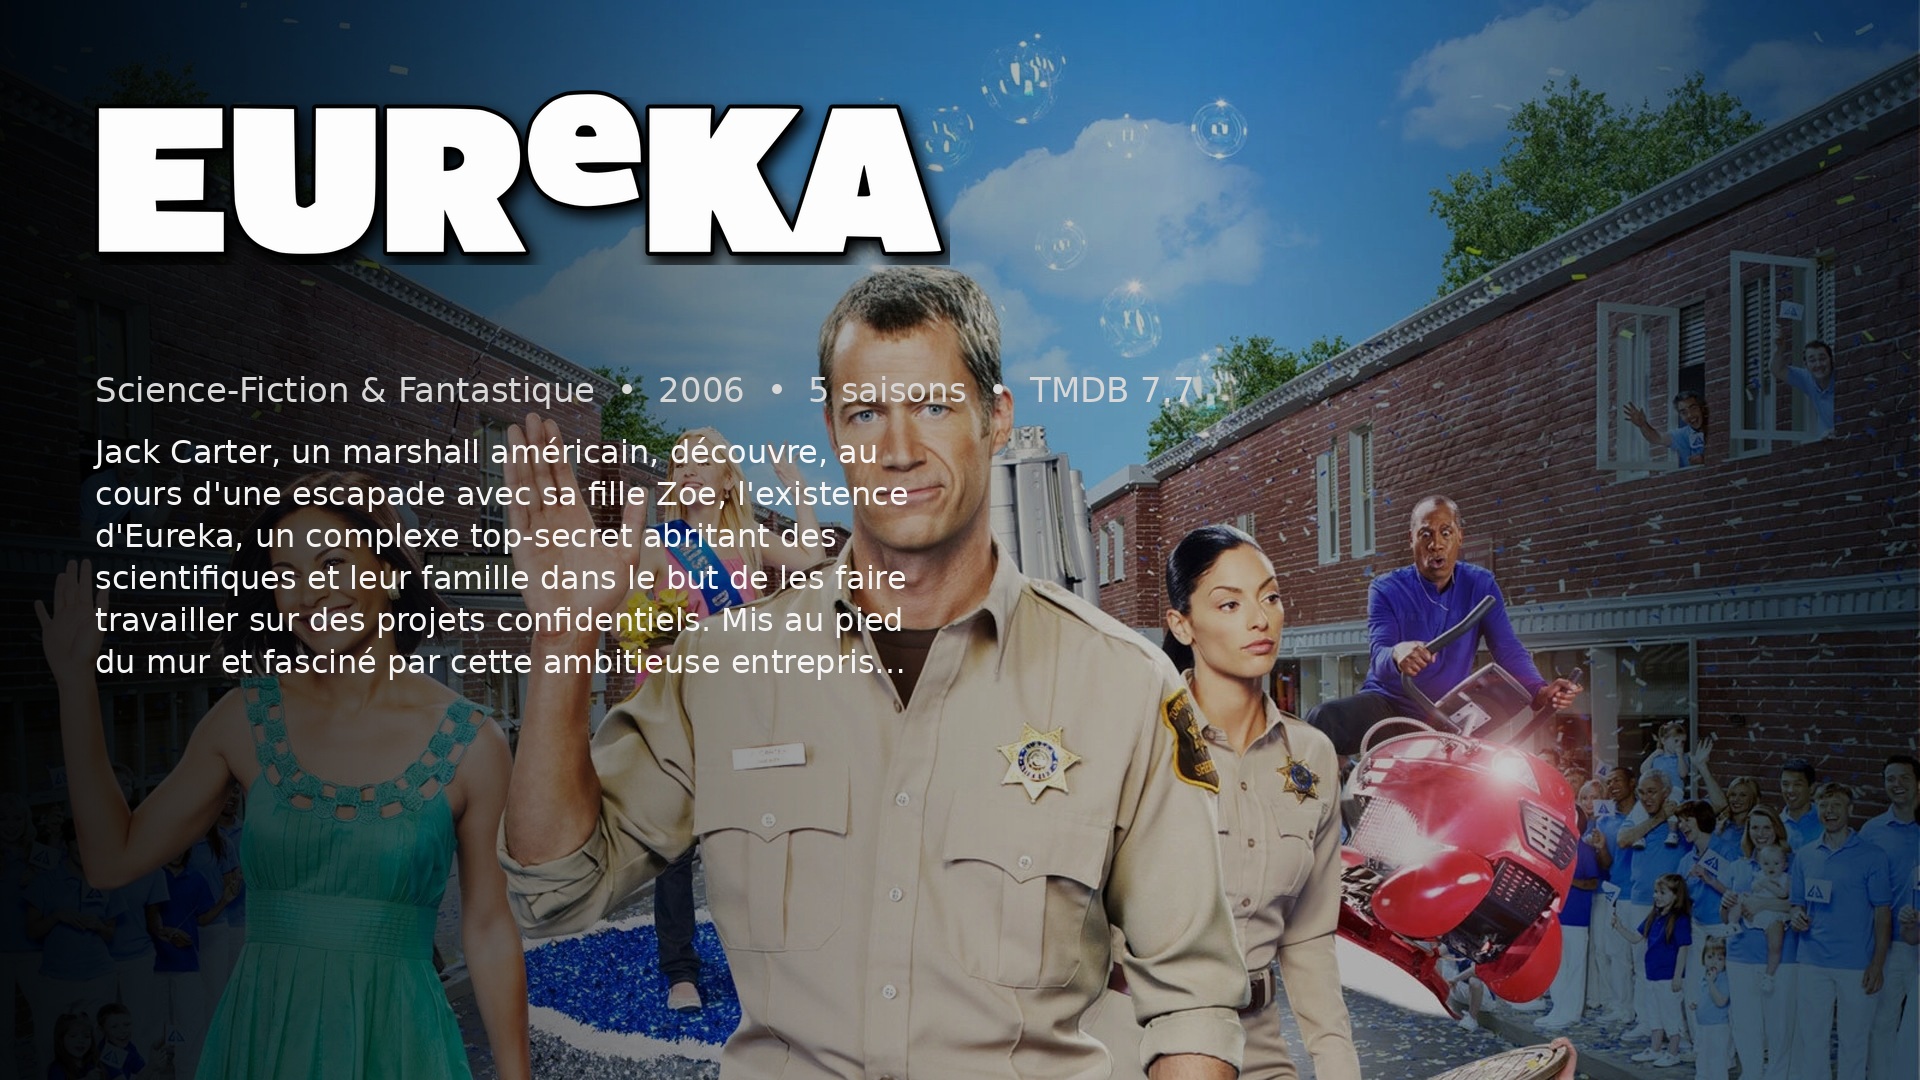 EUReKA
Science-Fiction & Fantastique • 2006 • 5 saisons • TMDB 7.7
Jack Carter, un marshall américain, découvre, au
cours d'une escapade avec sa fille Zoe, l'existence
d'Eureka, un complexe top-secret abritant des
scientifiques et leur famille dans le but de les faire
travailler sur des projets confidentiels. Mis au pied
du mur et fasciné par cette ambitieuse entrepris...